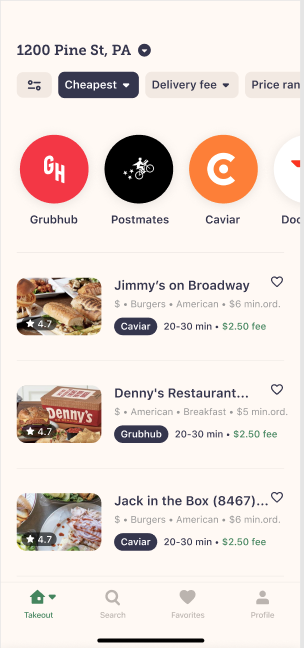 1200 Pine St, PA
Cheapest
Delivery fee
Price ran
GH
Grubhub
Postmates
Caviar
Doo
Jimmy's on Broadway
$ • Burgers • American • $6 min.ord.
★ 4.7
Caviar 20-30 min • $2.50 fee
Denny's Restaurant...
$ • American • Breakfast • $5 min.ord.
Denny's
★ 4.7
Grubhub 20-30 min • $2.50 fee
Jack in the Box (8467)...
$ • Burgers • American • $6 min.ord.
★ 4.7
Caviar 20-30 min • $2.50 fee
Takeout
Search
Favorites
Profile